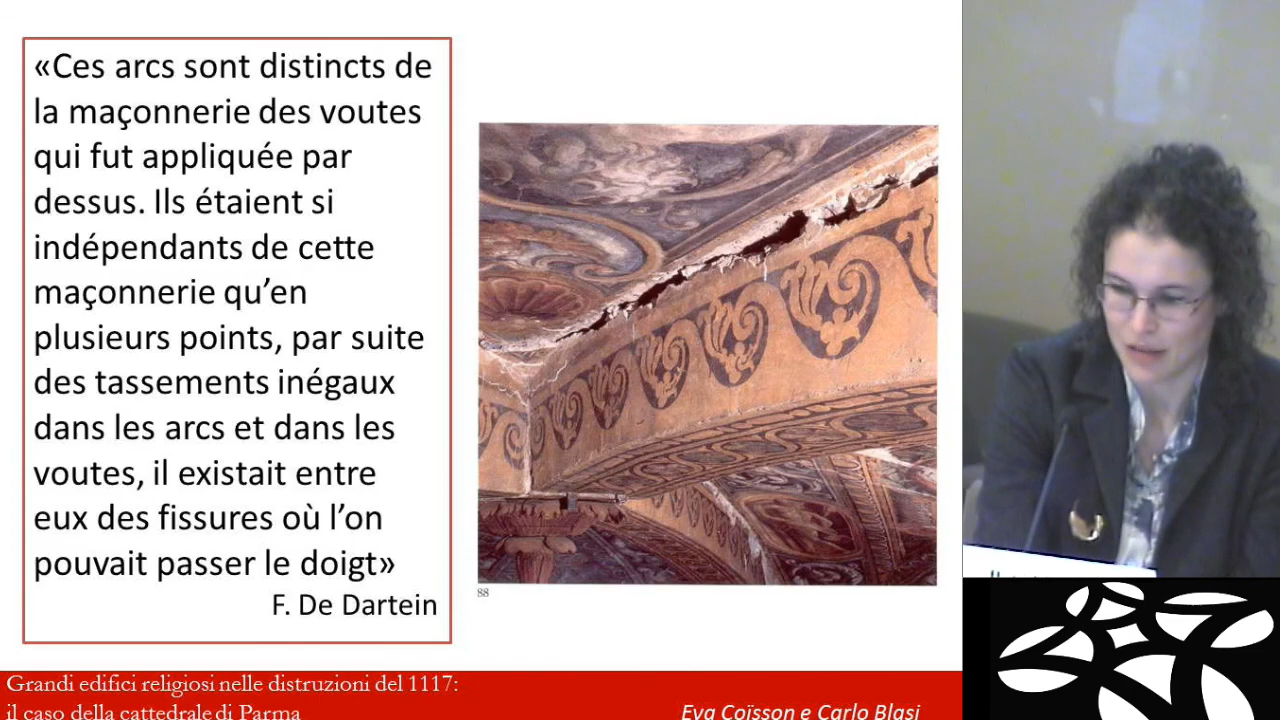 «Ces arcs sont distincts de
la maçonnerie des voutes
qui fut appliquée par
dessus. Ils étaient si
indépendants de cette
maçonnerie qu’en
plusieurs points, par suite
des tassements inégaux
dans les arcs et dans les
voutes, il existait entre
eux des fissures où l’on
pouvait passer le doigt»
F. De Dartein
88
Grandi edifici religiosi nelle distruzioni del 1117:
il caso della cattedrale di Parma
Eva Coïsson e Carlo Blasi